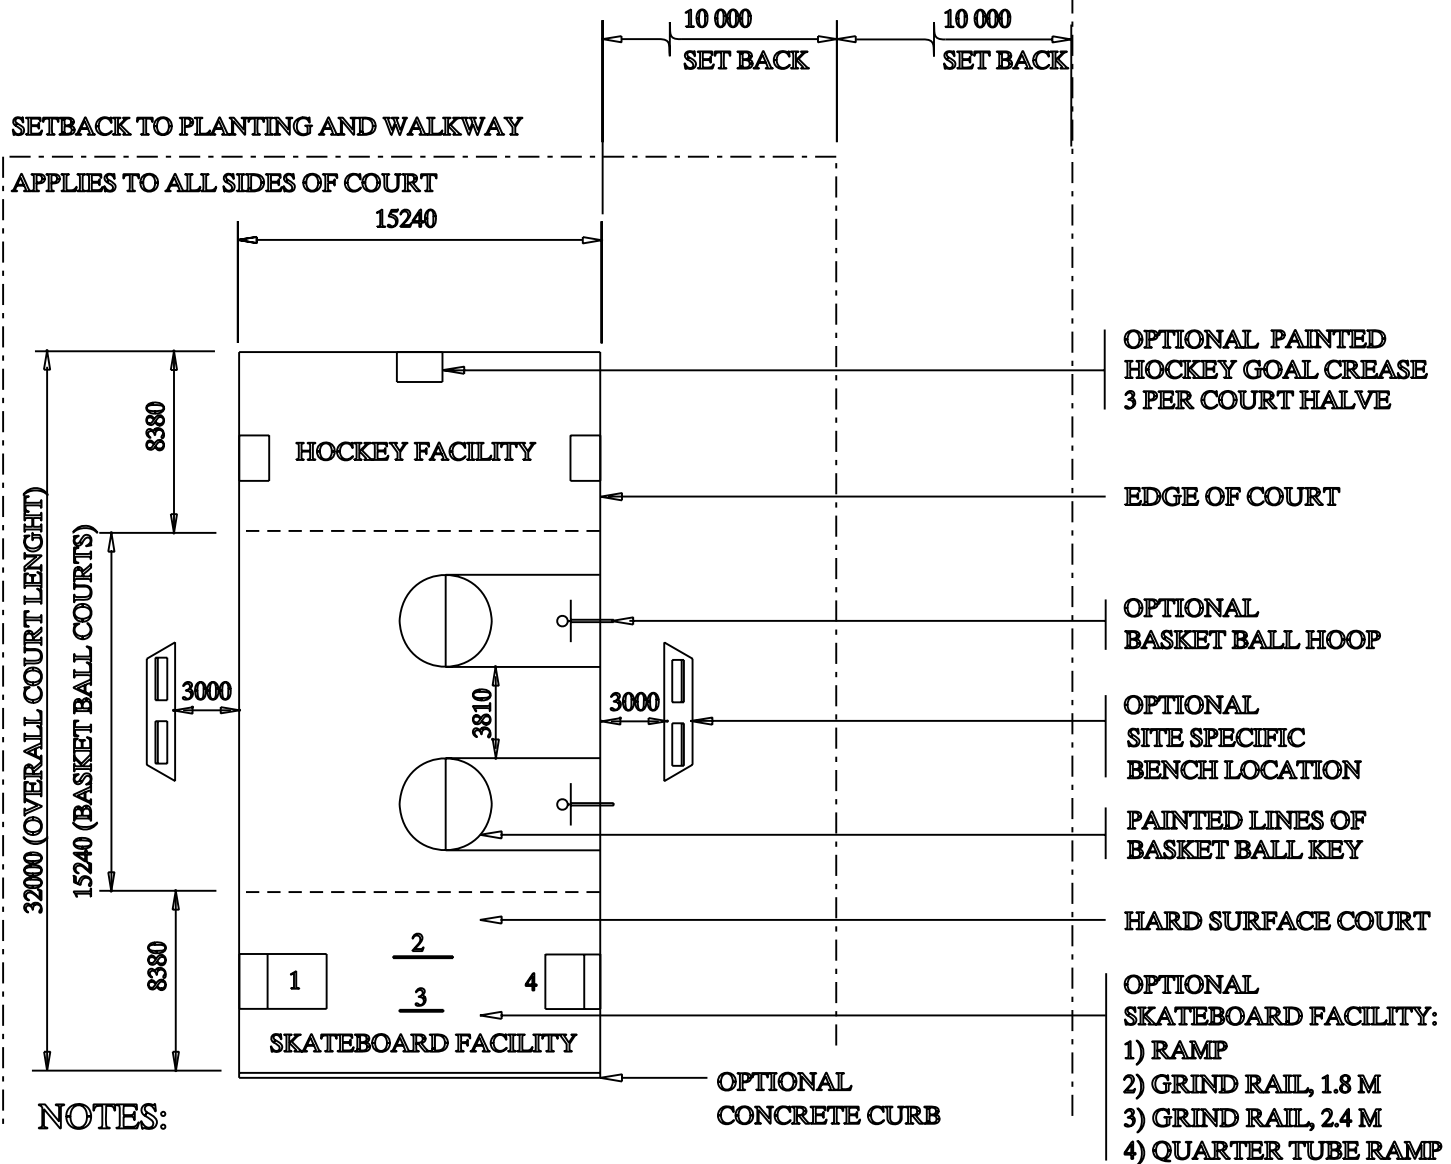 10 000
SET BACK
10 000
SET BACK
SETBACK TO PLANTING AND WALKWAY
APPLIES TO ALL SIDES OF COURT
15240
OPTIONAL PAINTED
HOCKEY GOAL CREASE
3 PER COURT HALVE
8380
HOCKEY FACILITY
EDGE OF COURT
32000 (OVERALL COURT LENGHT)
15240 (BASKET BALL COURTS)
OPTIONAL
BASKET BALL HOOP
3000
3810
3000
OPTIONAL
SITE SPECIFIC
BENCH LOCATION
PAINTED LINES OF
BASKET BALL KEY
HARD SURFACE COURT
8380
2
1
4
3
SKATEBOARD FACILITY
OPTIONAL
SKATEBOARD FACILITY:
1) RAMP
2) GRIND RAIL, 1.8 M
3) GRIND RAIL, 2.4 M
4) QUARTER TUBE RAMP
OPTIONAL
CONCRETE CURB
NOTES: